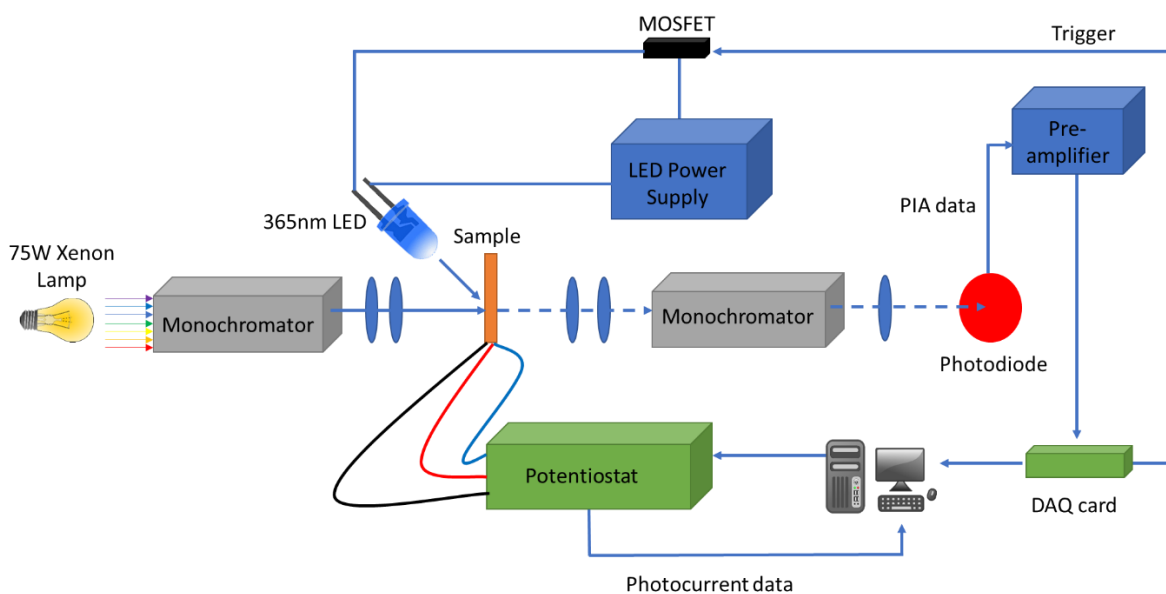 MOSFET
Trigger
Pre-
amplifier
LED Power
Supply
PIA data
365nm LED
Sample
75W Xenon
Lamp
Monochromator
Monochromator
Photodiode
Potentiostat
DAQ card
Photocurrent data